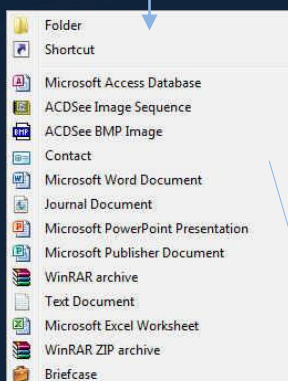 Folder
Shortcut
Microsoft Access Database
ACDSee Image Sequence
BMP ACDSee BMP Image
Contact
Microsoft Word Document
Journal Document
Microsoft PowerPoint Presentation
Microsoft Publisher Document
WinRAR archive
Text Document
Microsoft Excel Worksheet
WinRAR ZIP archive
Briefcase